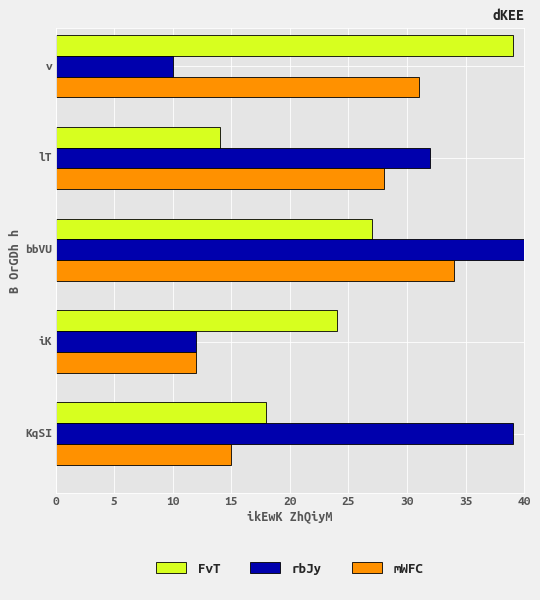 dKEE
v
lT
bbVU
iK
KqSI
B OrGDh h
0 5 10 15 20 25 30 35 40
ikEwK ZhQiyM
FvT rbJy mWFC